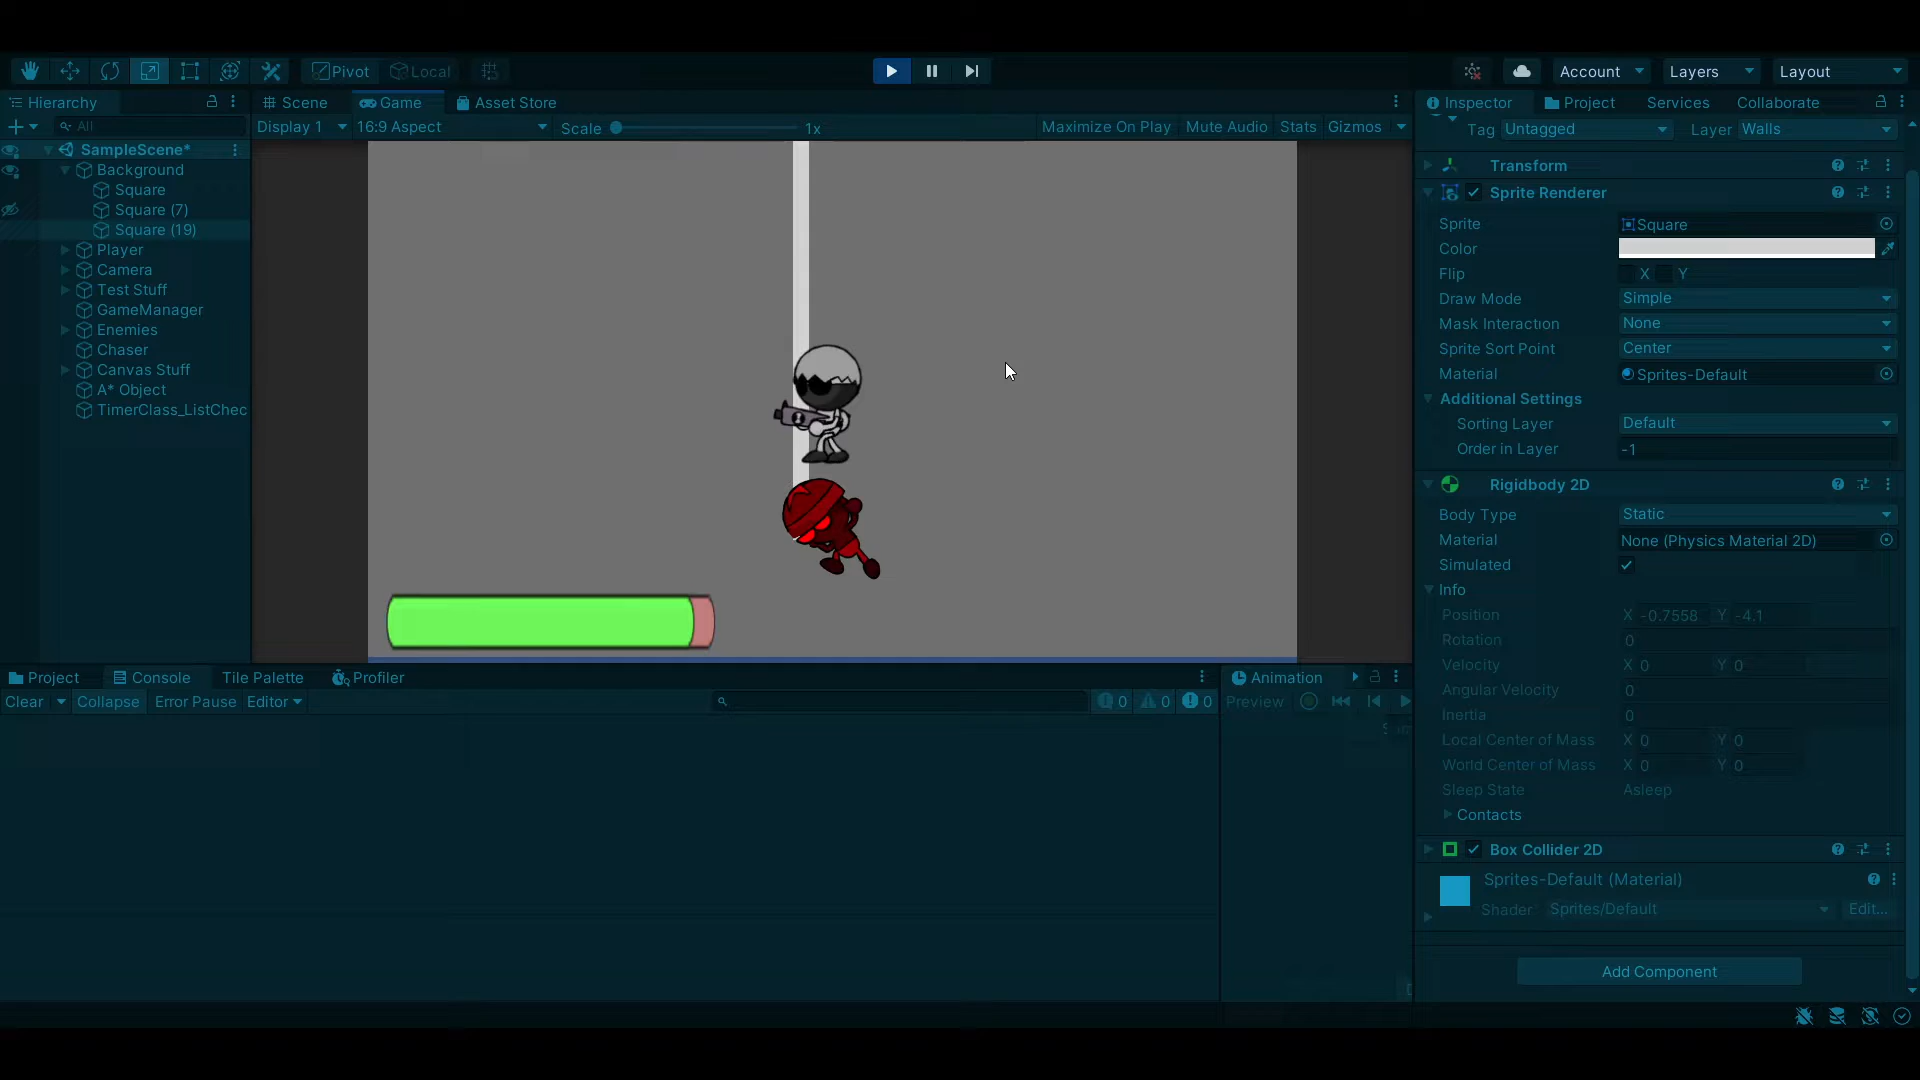 Pivot
Local
Account
Layers
Layout
Hierarchy
Scene
Game
Asset Store
Inspector
Project
Services
Collaborate
All
Display 1
16:9 Aspect
Scale
1x
Maximize On Play
Mute Audio
Stats
Gizmos
Tag
Untagged
Layer
Walls
SampleScene*
Background
Square
Square (7)
Square (19)
Player
Camera
Test Stuff
GameManager
Enemies
Chaser
Canvas Stuff
A* Object
TimerClass_ListChec
Transform
Sprite Renderer
Sprite
Square
Color
Flip
X
Y
Draw Mode
Simple
Mask Interaction
None
Sprite Sort Point
Center
Material
Sprites-Default
Additional Settings
Sorting Layer
Default
Order in Layer
-1
Rigidbody 2D
Body Type
Static
Material
None (Physics Material 2D)
Simulated
Info
Position
X -0.7558
Y -4.1
Rotation
0
Velocity
X 0
Y 0
Angular Velocity
0
Inertia
0
Local Center of Mass
X 0
Y 0
World Center of Mass
X 0
Y 0
Sleep State
Asleep
Contacts
Box Collider 2D
Sprites-Default (Material)
Shader
Sprites/Default
Edit...
Add Component
Project
Console
Tile Palette
Profiler
Animation
Clear
Collapse
Error Pause
Editor
0
0
0
Preview